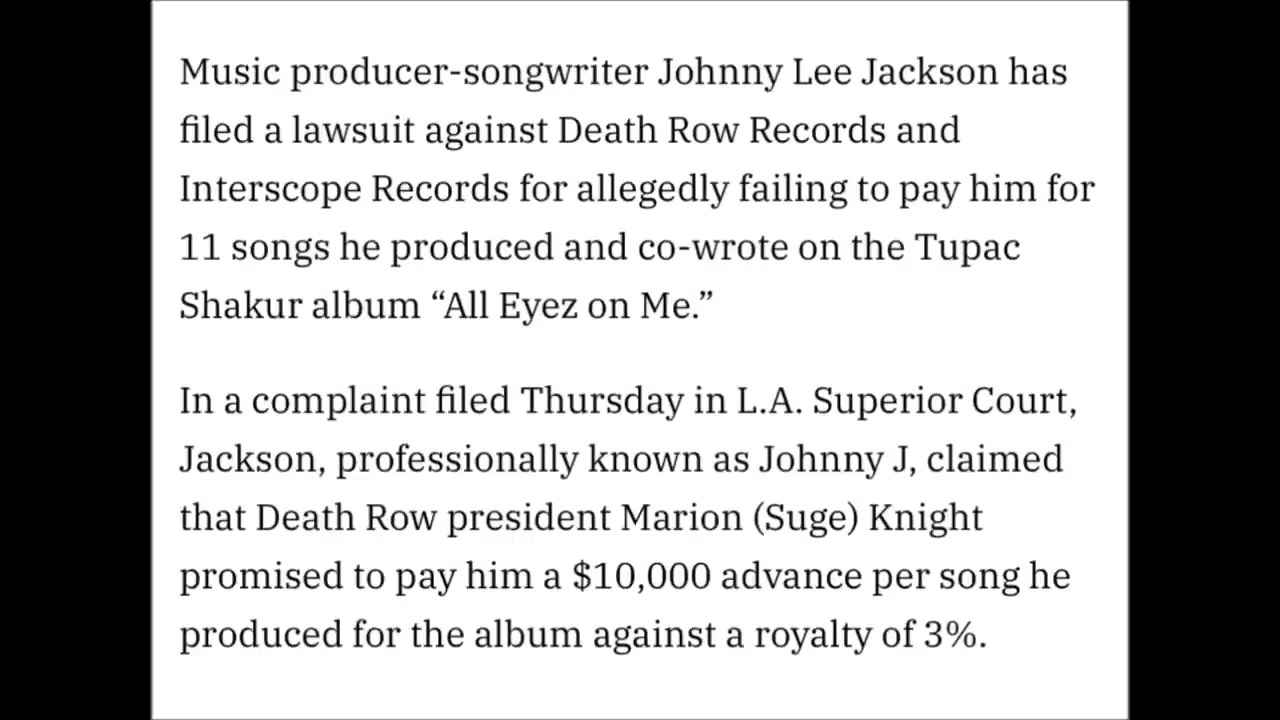 Music producer-songwriter Johnny Lee Jackson has
filed a lawsuit against Death Row Records and
Interscope Records for allegedly failing to pay him for
11 songs he produced and co-wrote on the Tupac
Shakur album “All Eyez on Me.”
In a complaint filed Thursday in L.A. Superior Court,
Jackson, professionally known as Johnny J, claimed
that Death Row president Marion (Suge) Knight
promised to pay him a $10,000 advance per song he
produced for the album against a royalty of 3%.